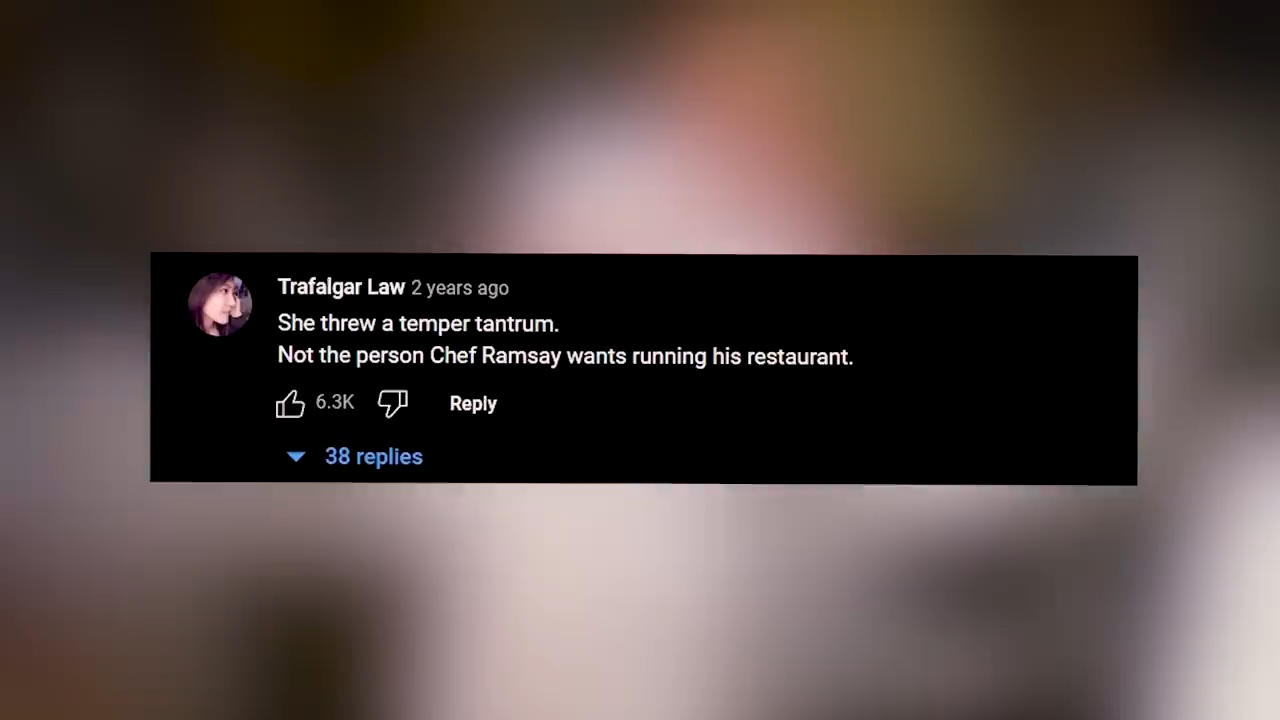 Trafalgar Law 2 years ago
She threw a temper tantrum.
Not the person Chef Ramsay wants running his restaurant.
6.3K Reply
38 replies